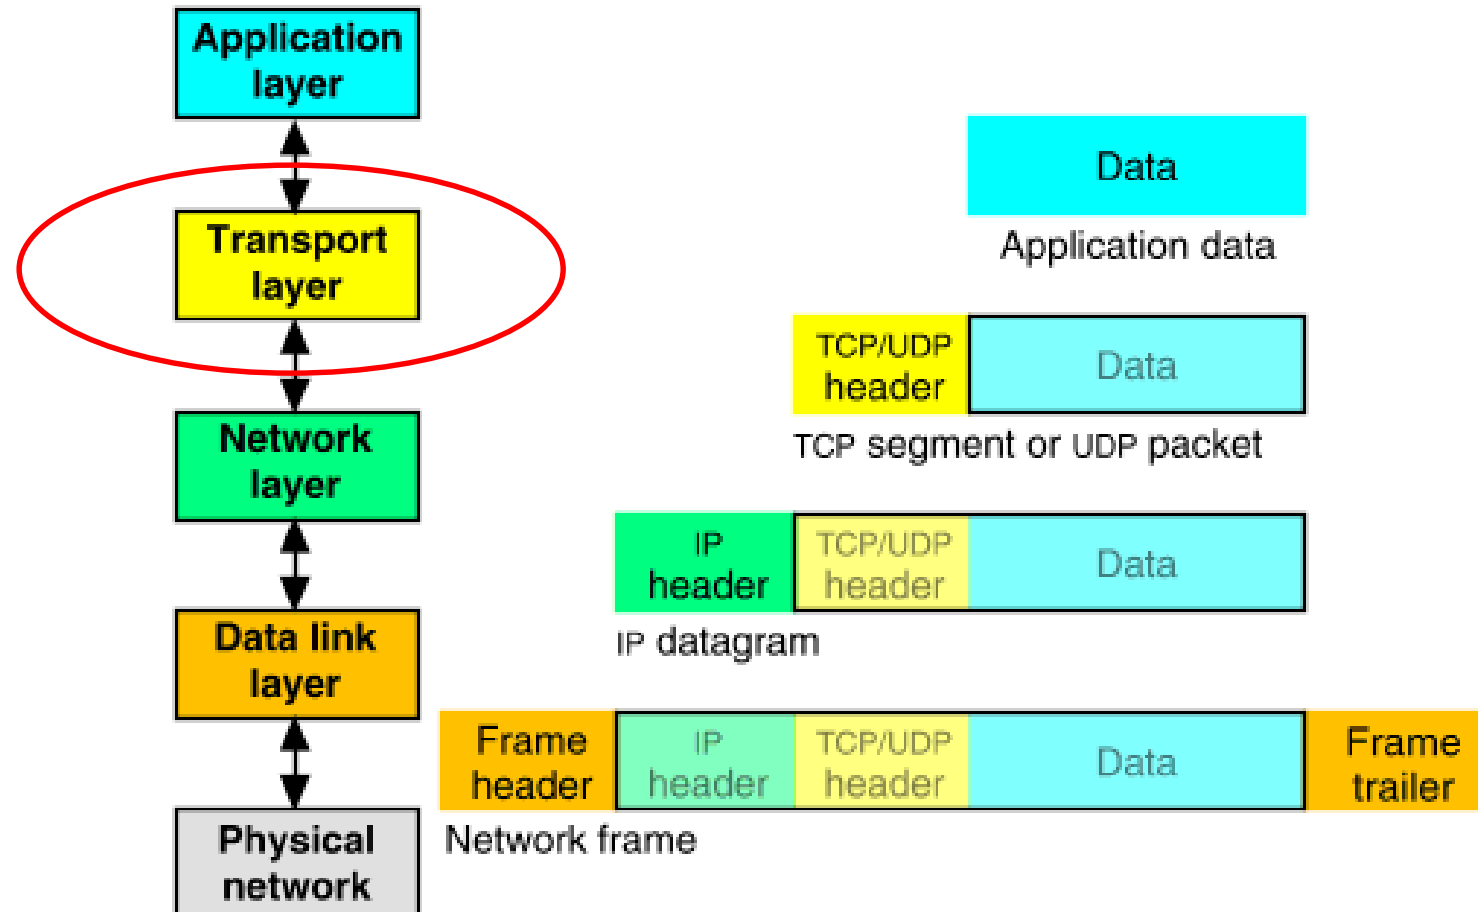 Application
layer
Transport
layer
Network
layer
Data link
layer
Physical
network
Data
Application data
TCP/UDP
header
Data
TCP segment or UDP packet
IP
header
TCP/UDP
header
Data
IP datagram
Frame
header
IP
header
TCP/UDP
header
Data
Frame
trailer
Network frame